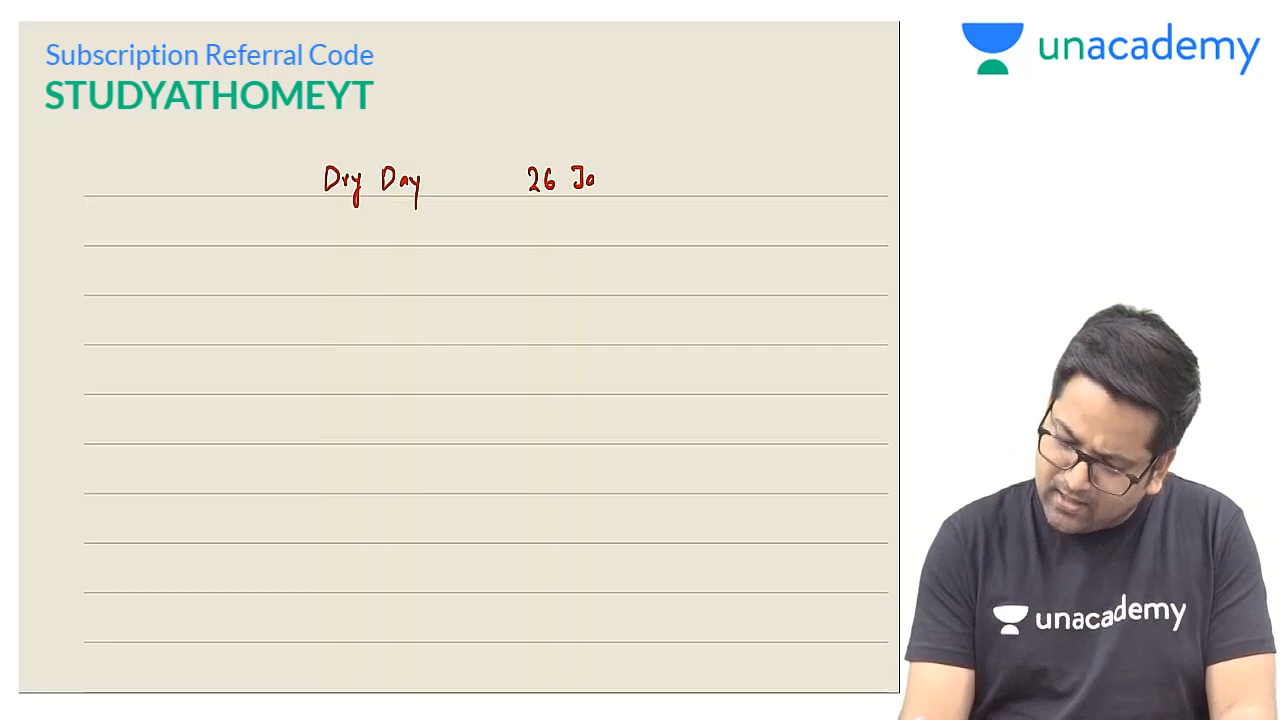 Subscription Referral Code
STUDYATHOMEYT
unacademy
Dry Day 26 Ja
unacademy